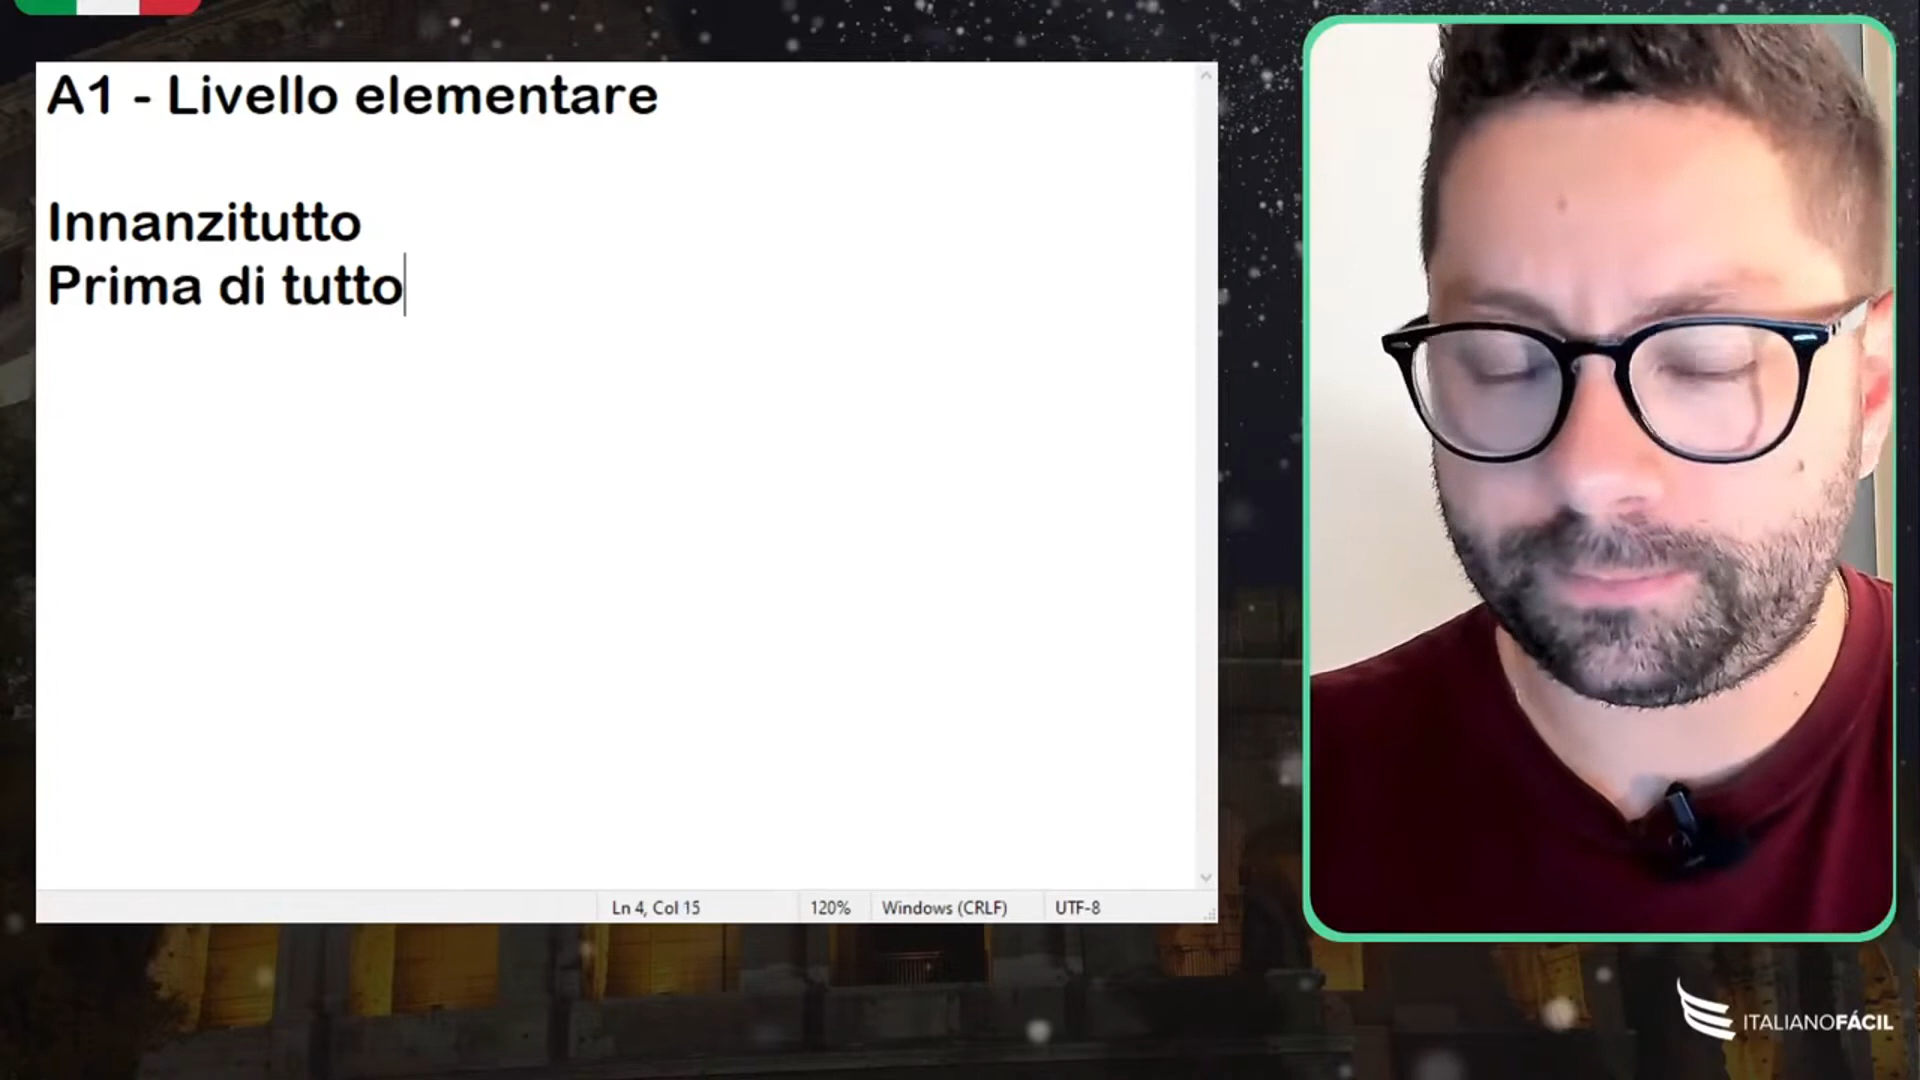 A1 - Livello elementare
Innanzitutto
Prima di tutto
Ln 4, Col 15
120%
Windows (CRLF)
UTF-8
ITALIANOFÁCIL